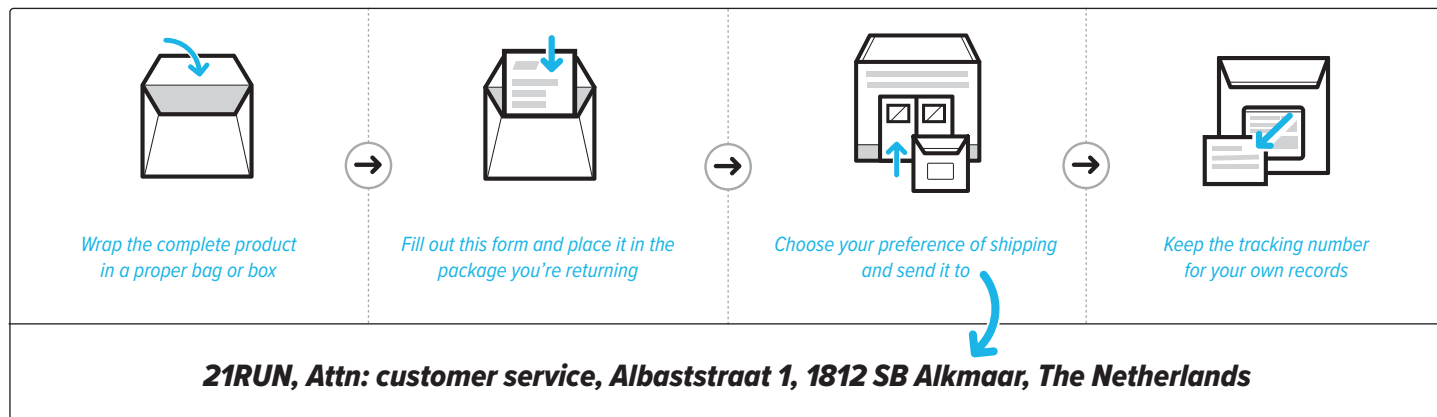 Wrap the complete product
in a proper bag or box
Fill out this form and place it in the
package you're returning
Choose your preference of shipping
and send it to
Keep the tracking number
for your own records
21RUN, Attn: customer service, Albaststraat 1, 1812 SB Alkmaar, The Netherlands